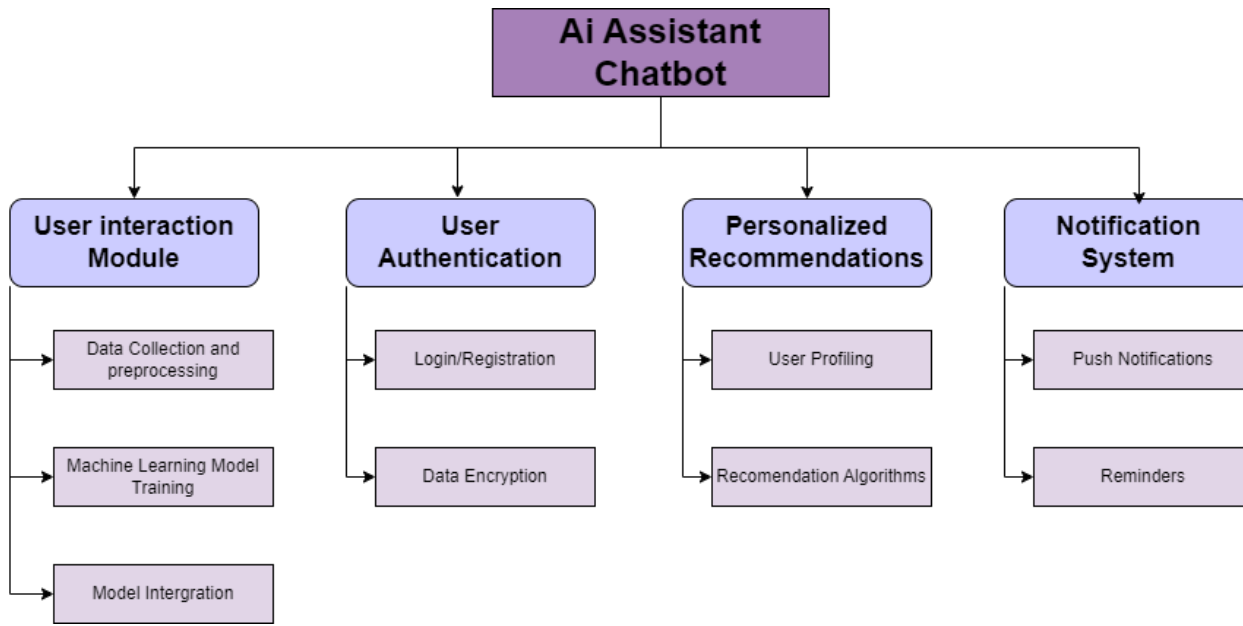 Ai Assistant
Chatbot
User interaction
Module
User
Authentication
Personalized
Recommendations
Notification
System
Data Collection and
preprocessing
Login/Registration
User Profiling
Push Notifications
Machine Learning Model
Training
Data Encryption
Recomendation Algorithms
Reminders
Model Intergration